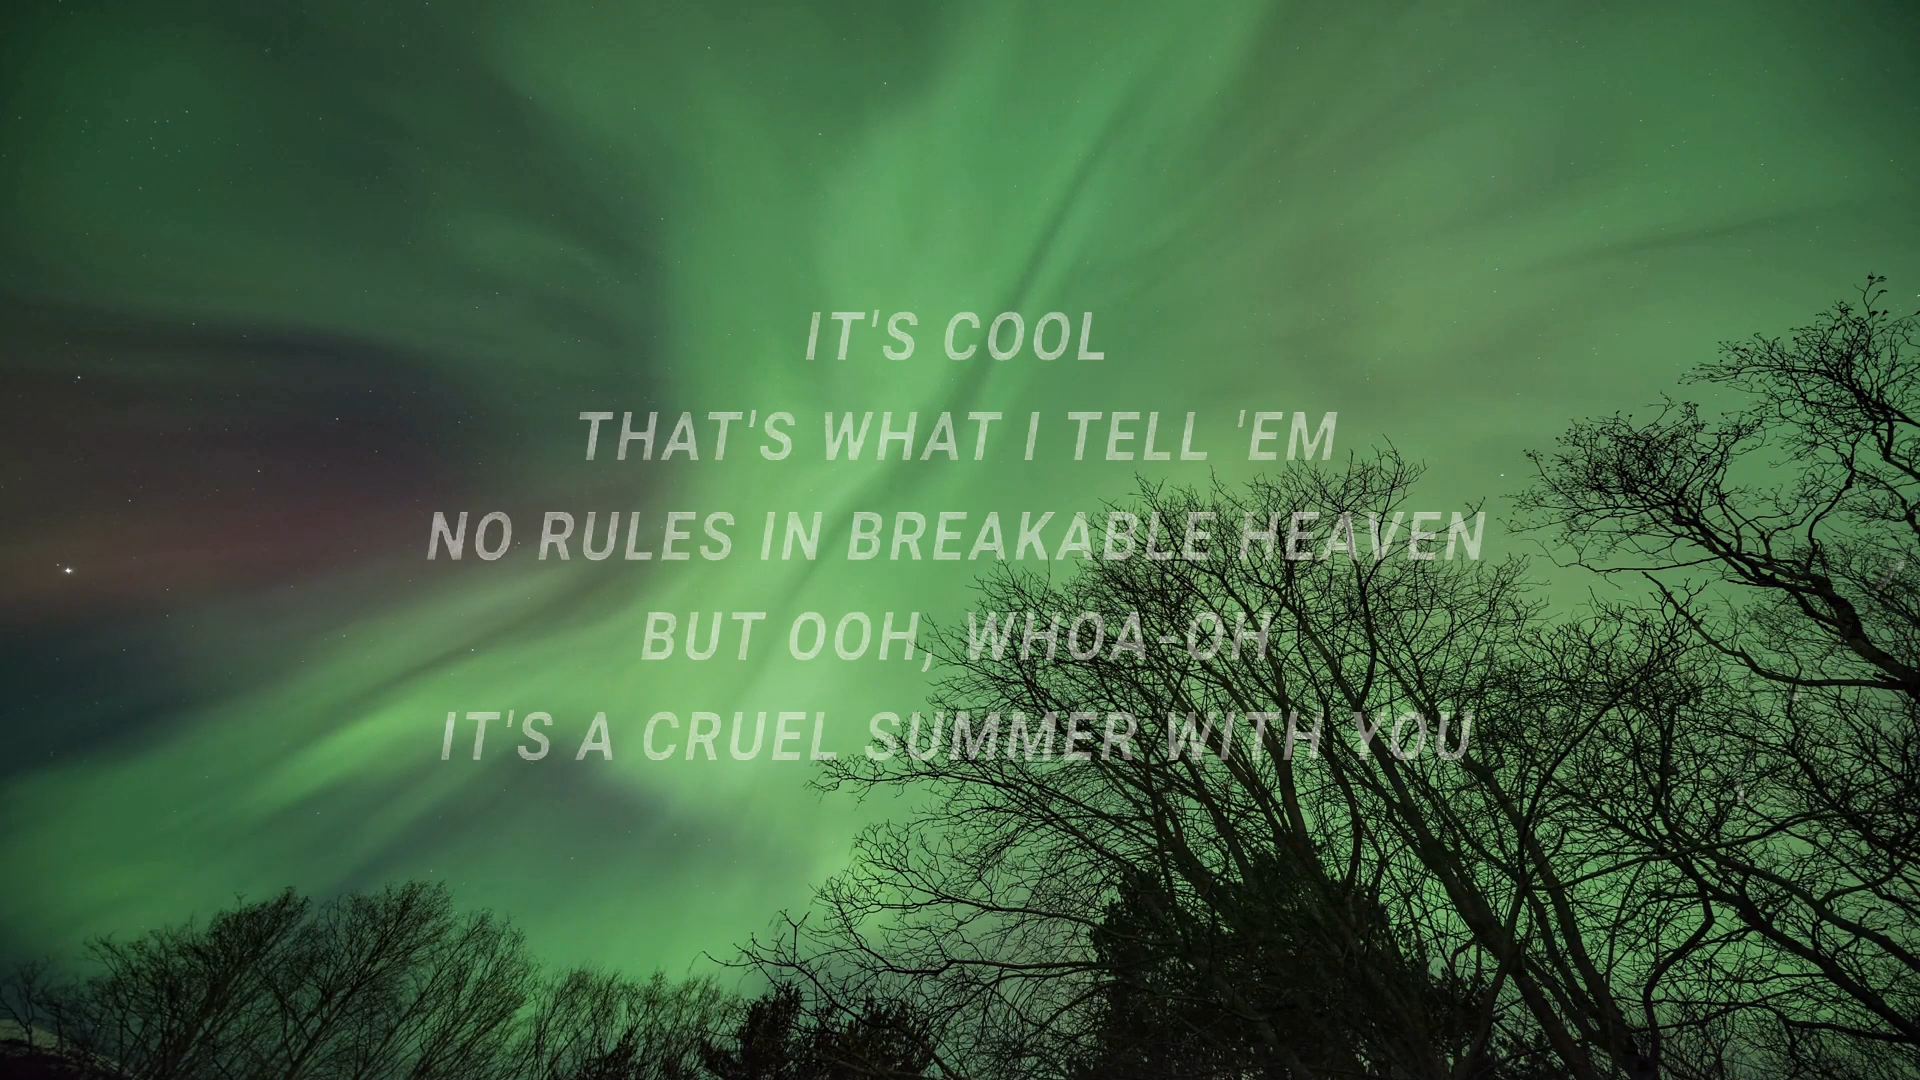 IT'S COOL
THAT'S WHAT I TELL 'EM
NO RULES IN BREAKABLE HEAVEN
BUT OOH, WHOA-OH
IT'S A CRUEL SUMMER WITH YOU